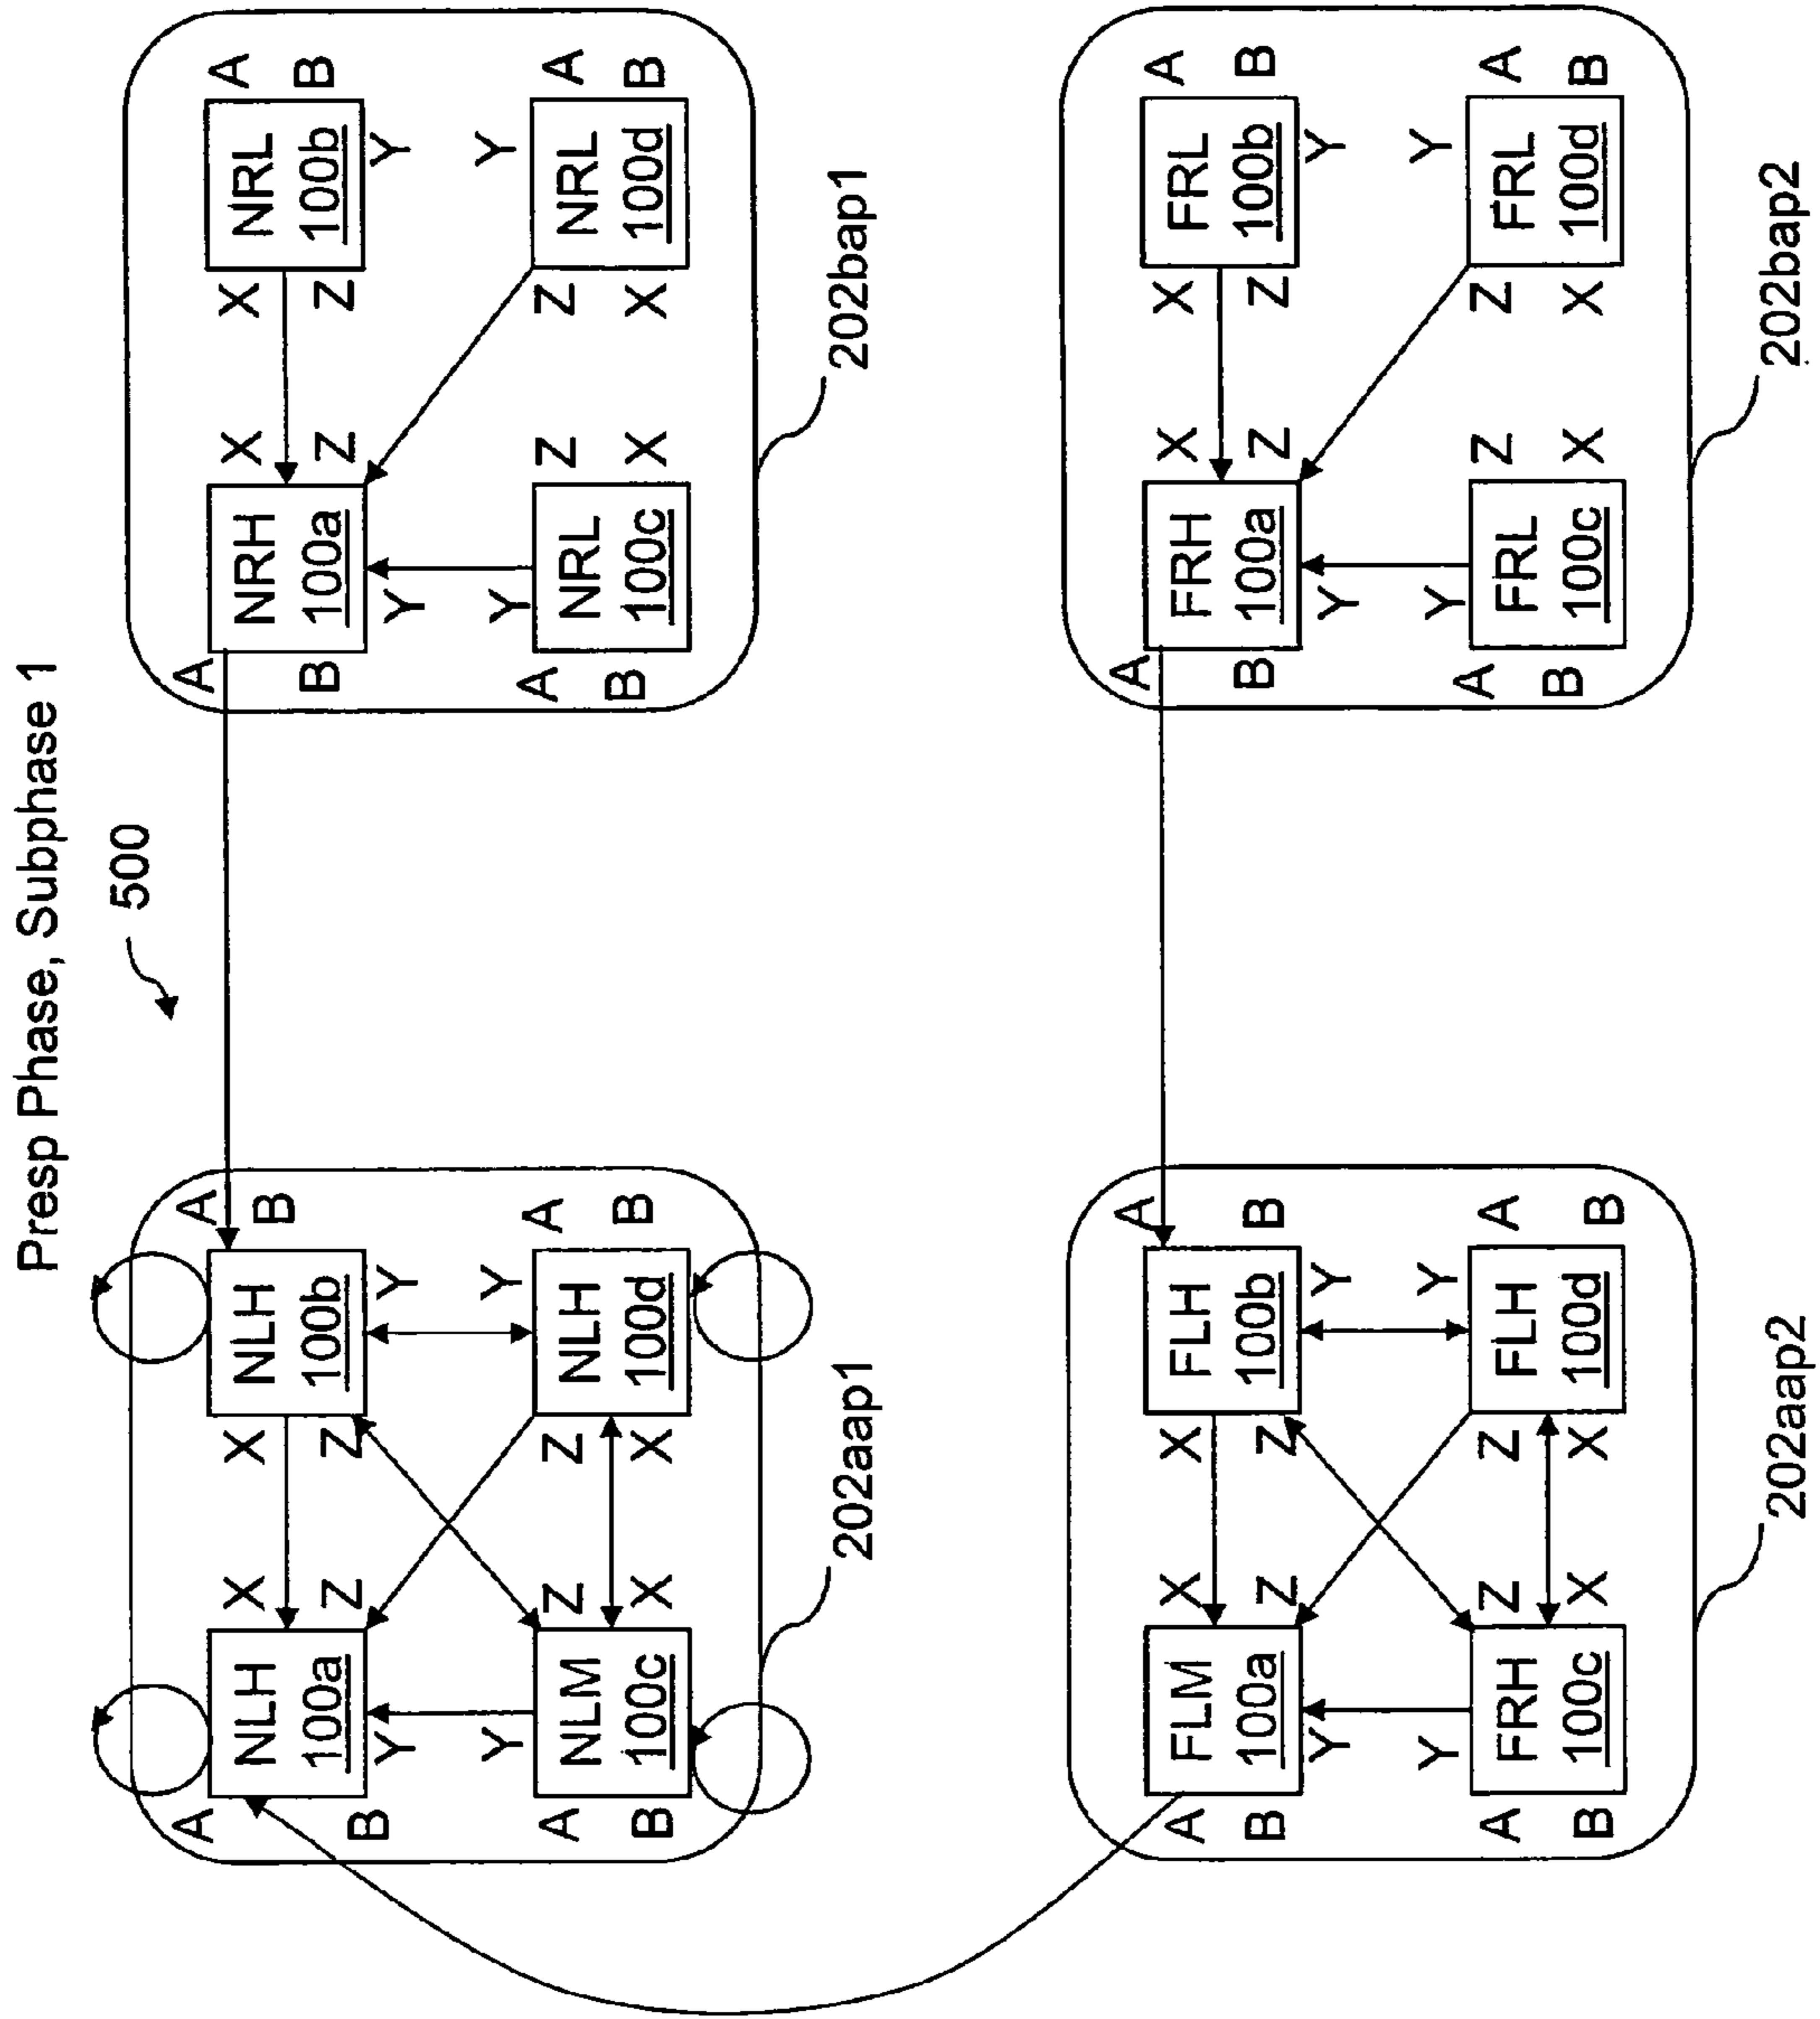 Presp Phase, Subphase 1
500
A X X A A X X A
NLH NLH NRH NRL
100a 100b 100a 100b
B Z Z B B Z Z B
Y Y Y Y
Y Y Y Y
A Z Z A A Z Z A
NLM NLH NRL NRL
100c 100d 100c 100d
B X X B B X X B
202aap1 202bap1
A X X A A X X A
FLM FLH FRH FRL
100a 100b 100a 100b
B Z Z B B Z Z B
Y Y Y Y
Y Y Y Y
A Z Z A A Z Z A
FRH FLH FRL FRL
100c 100d 100c 100d
B X X B B X X B
202aap2 202bap2